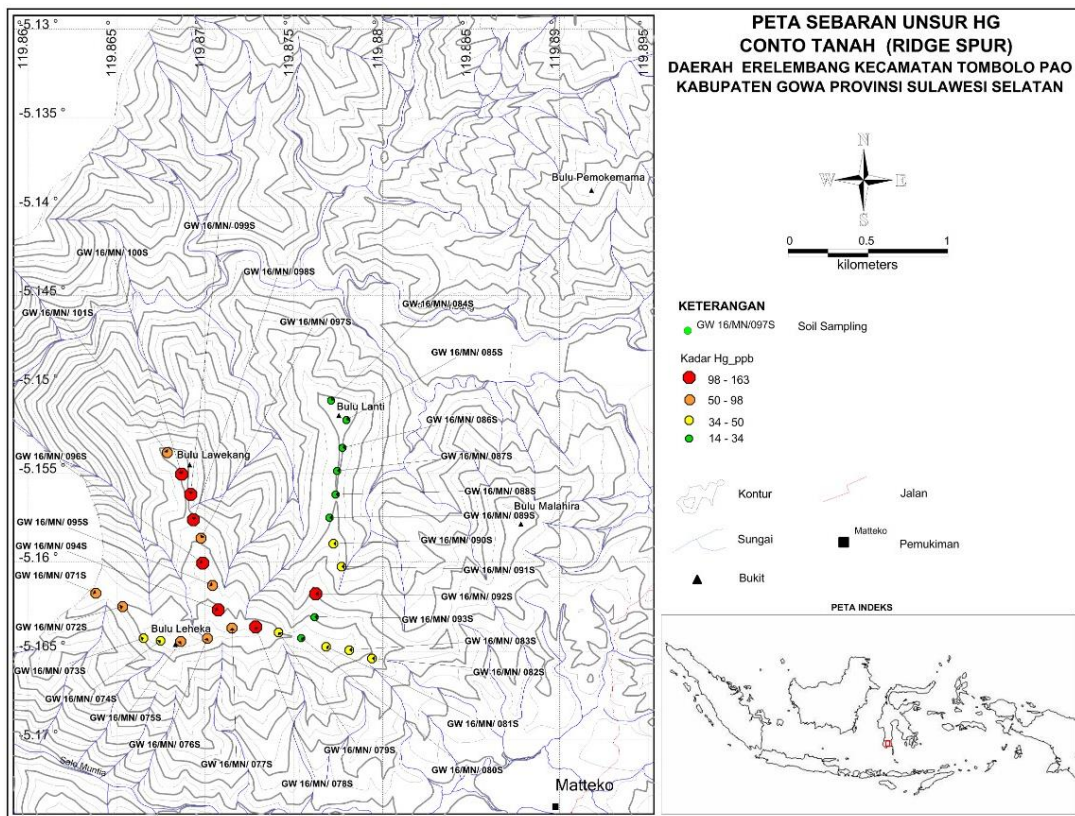 PETA SEBARAN UNSUR HG
CONTO TANAH (RIDGE SPUR)
DAERAH ERELEMBANG KECAMATAN TOMBOLO PAO
KABUPATEN GOWA PROVINSI SULAWESI SELATAN
N
W E
S
0 0.5 1
kilometers
KETERANGAN
GW 16/MN/097S Soil Sampling
Kadar Hg_ppb
98 - 163
50 - 98
34 - 50
14 - 34
Kontur
Jalan
Sungai
Matteko
Pemukiman
Bukit
PETA INDEKS
119.86
119.865
119.87
119.875
119.88
119.885
119.89
119.895
-5.13
-5.135 °
-5.14 °
-5.145 °
-5.15 °
-5.155 °
-5.16 °
-5.165 °
-5.17 °
Bulu Pemokemama
GW 16/MN/ 099S
GW 16/MN/ 100S
GW 16/MN/ 098S
GW 16/MN/ 084S
GW 16/MN/ 101S
GW 16/MN/ 097S
GW 16/MN/ 085S
Bulu Lanti
GW 16/MN/ 086S
Bulu Lawekang
GW 16/MN/ 096S
GW 16/MN/ 087S
GW 16/MN/ 088S
Bulu Malahira
GW 16/MN/ 089S
GW 16/MN/ 095S
GW 16/MN/ 090S
GW 16/MN/ 094S
GW 16/MN/ 091S
GW 16/MN/ 071S
GW 16/MN/ 092S
GW 16/MN/ 093S
GW 16/MN/ 072S
Bulu Leheka
GW 16/MN/ 083S
GW 16/MN/ 073S
GW 16/MN/ 082S
GW 16/MN/ 074S
GW 16/MN/ 075S
GW 16/MN/ 081S
GW 16/MN/ 076S
GW 16/MN/ 079S
GW 16/MN/ 077S
GW 16/MN/ 080S
Salo Muntia
GW 16/MN/ 078S
Matteko